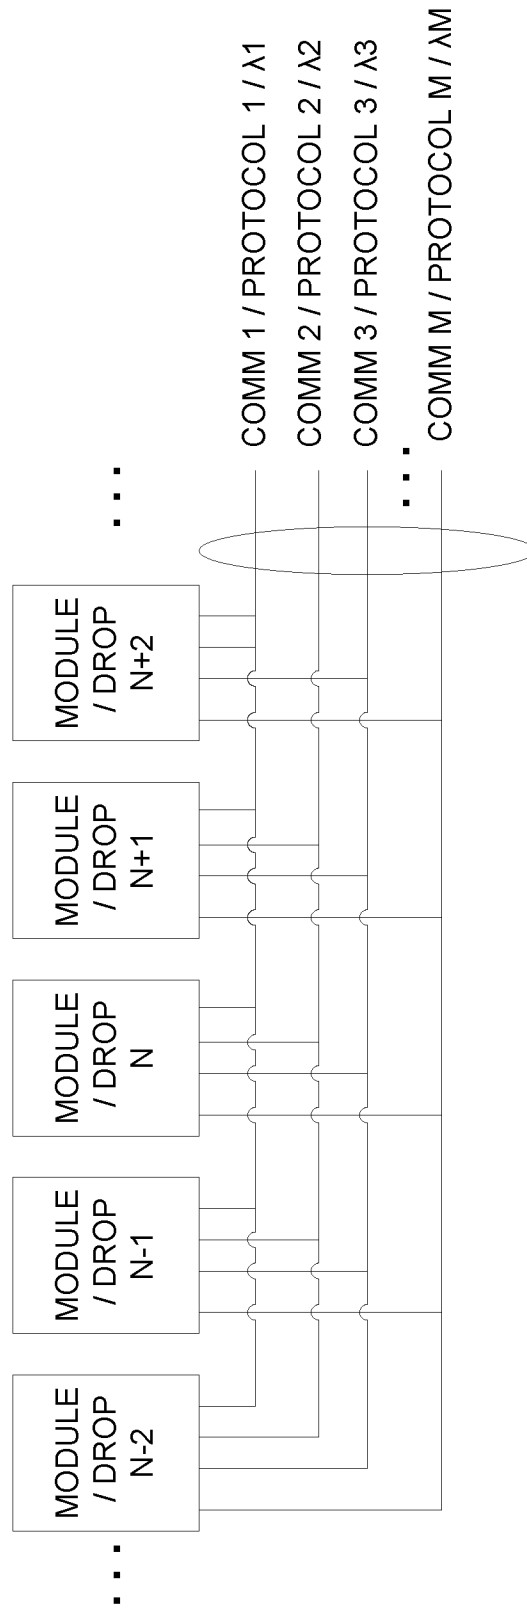 MODULE
/ DROP
N-2
MODULE
/ DROP
N-1
MODULE
/ DROP
N
MODULE
/ DROP
N+1
MODULE
/ DROP
N+2
COMM 1 / PROTOCOL 1 / λ1
COMM 2 / PROTOCOL 2 / λ2
COMM 3 / PROTOCOL 3 / λ3
COMM M / PROTOCOL M / λM